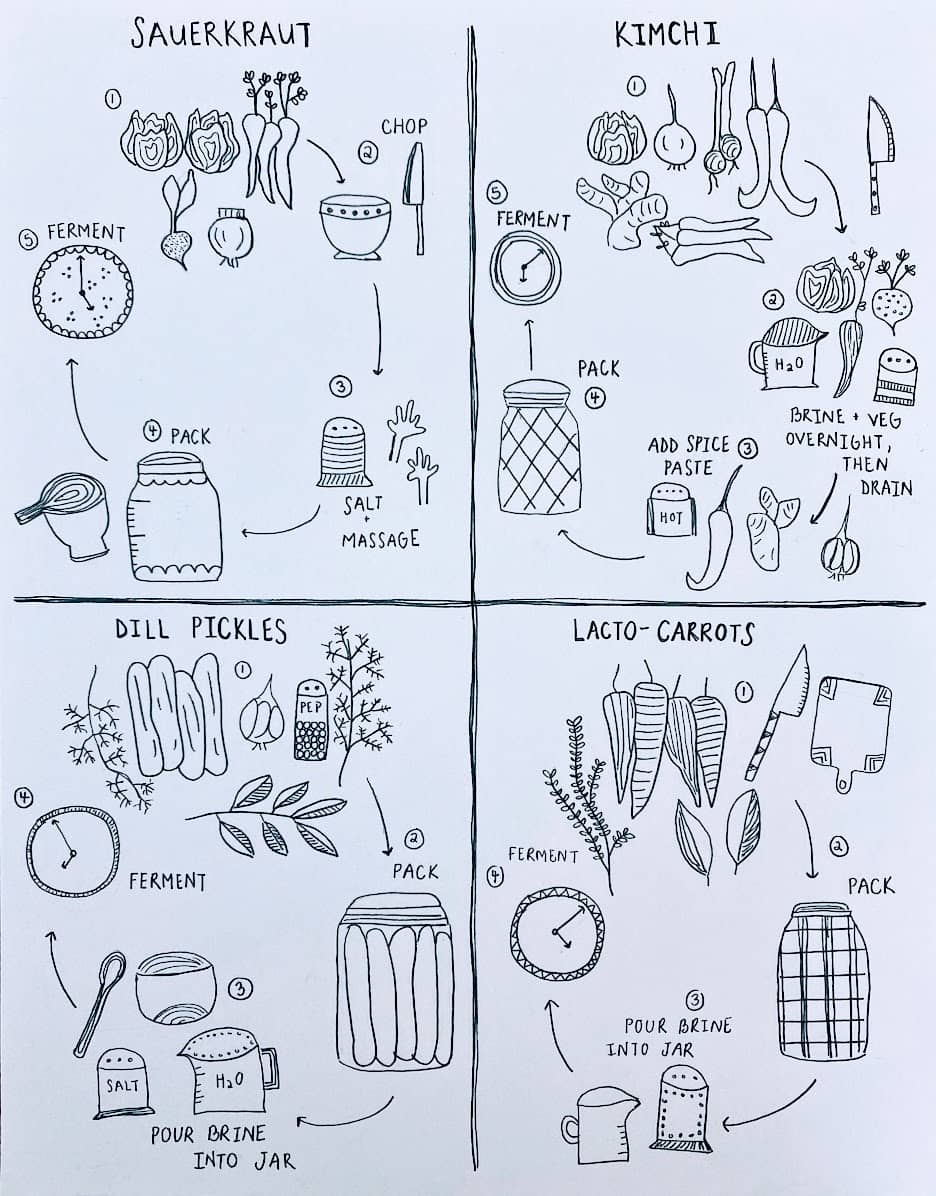 SAUERKRAUT
①
② CHOP
③
SALT
+
MASSAGE
④ PACK
⑤ FERMENT
KIMCHI
①
②
H₂O
BRINE + VEG
OVERNIGHT,
THEN
DRAIN
ADD SPICE ③
PASTE
HOT
PACK
④
⑤
FERMENT
DILL PICKLES
①
PEP
②
PACK
③
SALT
H₂O
POUR BRINE
INTO JAR
④
FERMENT
LACTO-CARROTS
①
②
PACK
③
POUR BRINE
INTO JAR
FERMENT
④